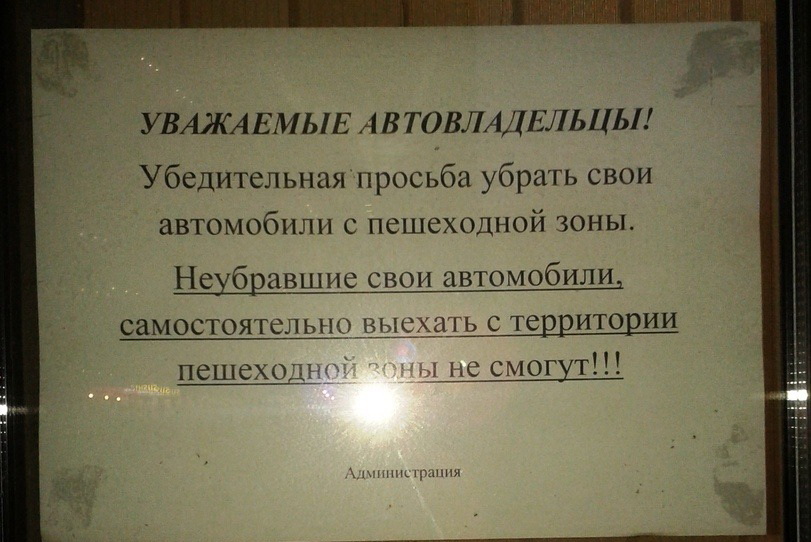 УВАЖАЕМЫЕ АВТОВЛАДЕЛЬЦЫ!
Убедительная просьба убрать свои
автомобили с пешеходной зоны.
Неубравшие свои автомобили,
самостоятельно выехать с территории
пешеходной зоны не смогут!!!
Администрация